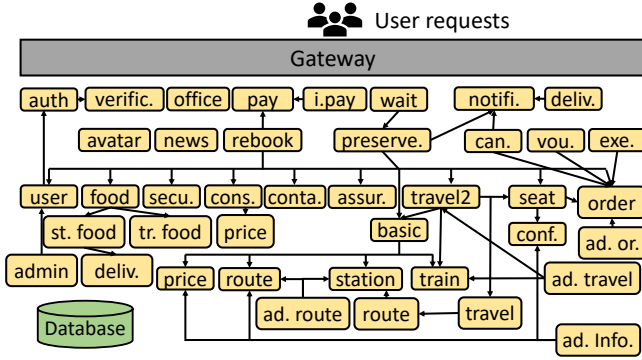 User requests
Gateway
auth verific. office pay i.pay wait notifi. deliv.
avatar news rebook preserve. can. vou. exe.
user food secu. cons. conta. assur. travel2 seat order
st. food tr. food price basic conf. ad. or.
admin deliv. price route station train ad. travel
Database ad. route route travel ad. Info.